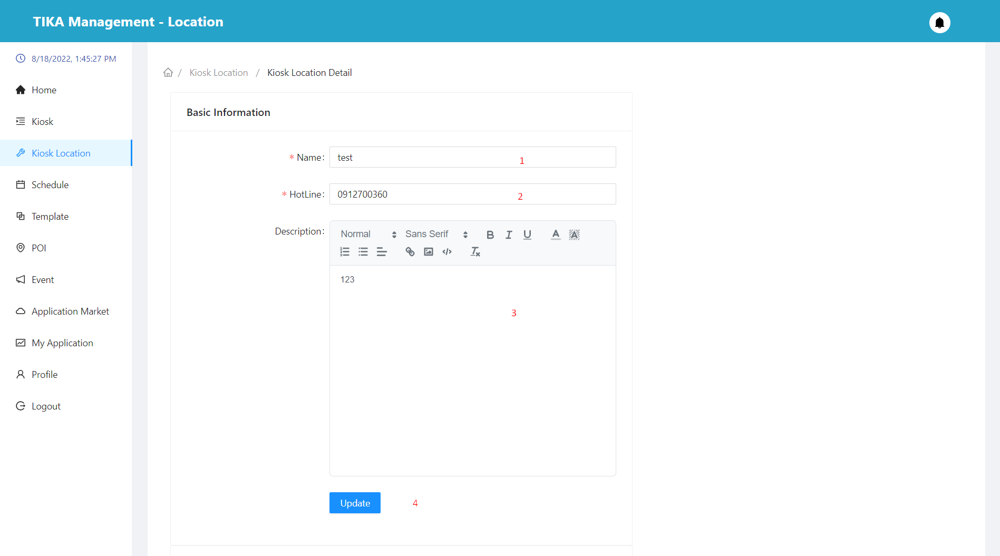 TIKA Management - Location
8/18/2022, 1:45:27 PM
Home
Kiosk
Kiosk Location
Schedule
Template
POI
Event
Application Market
My Application
Profile
Logout
/ Kiosk Location / Kiosk Location Detail
Basic Information
* Name: test 1
* HotLine: 0912700360 2
Description:
Normal Sans Serif
123
3
Update 4